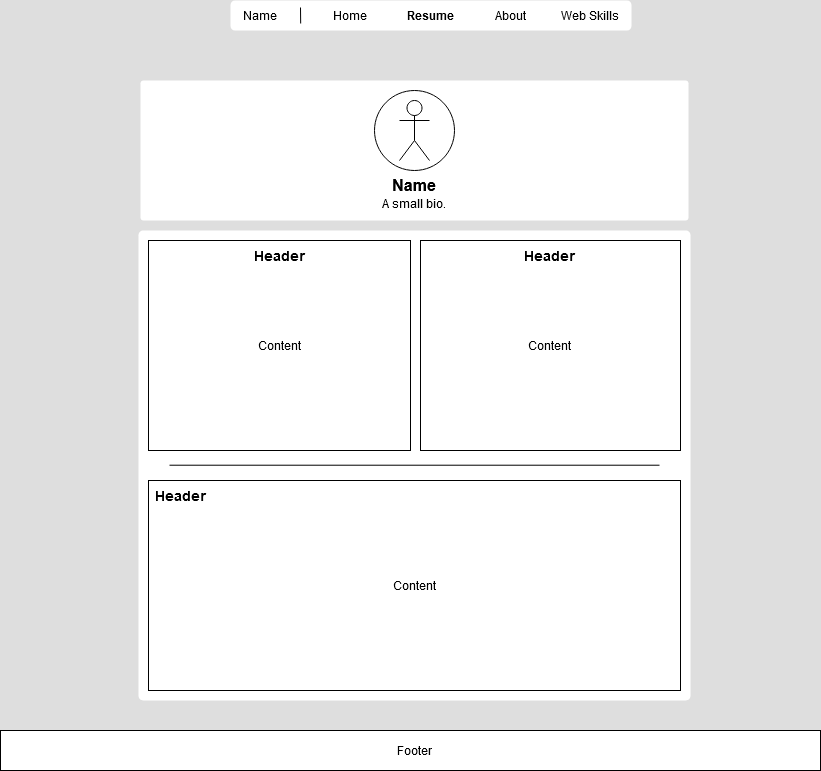 Name Home Resume About Web Skills
Name
A small bio.
Header Header
Content Content
Header
Content
Footer